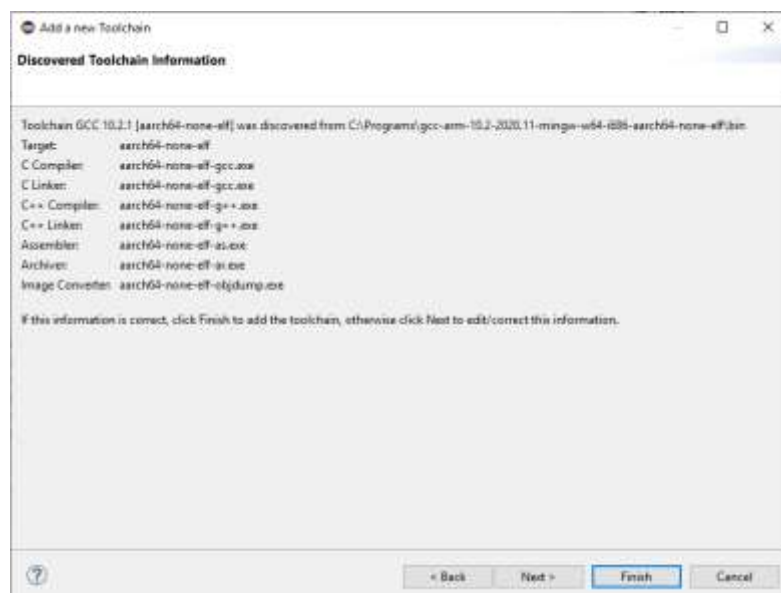 Add a new Toolchain
Discovered Toolchain Information
Toolchain GCC 10.2.1 [aarch64-none-elf] was discovered from C:\Programs\gcc-arm-10.2-2020.11-mingw-w64-i686-aarch64-none-elf\bin
Target: aarch64-none-elf
C Compiler: aarch64-none-elf-gcc.exe
C Linker: aarch64-none-elf-gcc.exe
C++ Compiler: aarch64-none-elf-g++.exe
C++ Linker: aarch64-none-elf-g++.exe
Assembler: aarch64-none-elf-as.exe
Archiver: aarch64-none-elf-ar.exe
Image Converter: aarch64-none-elf-objdump.exe
If this information is correct, click Finish to add the toolchain, otherwise click Next to edit/correct this information.
? < Back Next > Finish Cancel